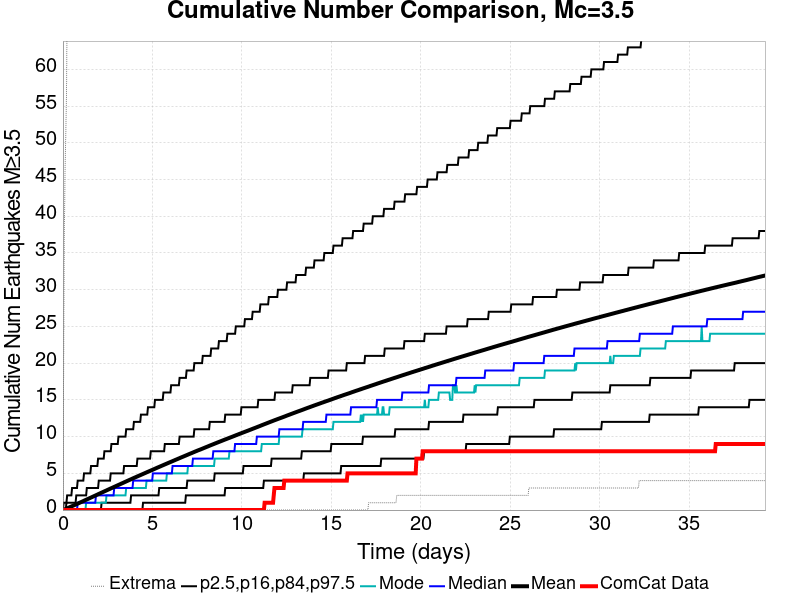 Cumulative Number Comparison, Mc=3.5
Cumulative Num Earthquakes M≥3.5
60
55
50
45
40
35
30
25
20
15
10
5
0
0 5 10 15 20 25 30 35
Time (days)
Extrema p2.5,p16,p84,p97.5 Mode Median Mean ComCat Data